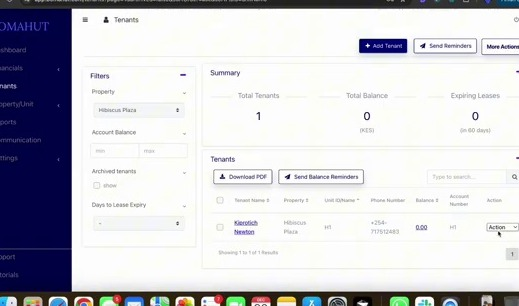 OMAHUT
Tenants
+ Add Tenant
Send Reminders
More Actions
shboard
nancials
nants
operty/Unit
ports
mmunication
ttings
pport
torials
Filters
Property
Hibiscus Plaza
Account Balance
min
max
Archived tenants
show
Days to Lease Expiry
-
Summary
Total Tenants
Total Balance
Expiring Leases
1
0
0
(KES)
(in 60 days)
Tenants
Download PDF
Send Balance Reminders
Type to search...
Tenant Name
Property
Unit ID/Name
Phone Number
Balance
Account Number
Action
Kiprotich Newton
Hibiscus Plaza
H1
+254-717512483
0.00
H1
Action
Showing 1 to 1 of 1 Results
1